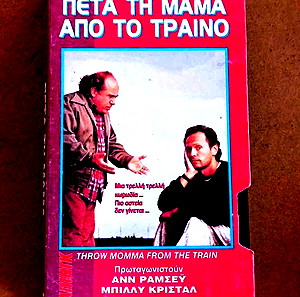 ΠΕΤΑ ΤΗ ΜΑΜΑ
ΑΠΟ ΤΟ ΤΡΑΙΝΟ
Μια τρελλή τρελλή
κωμωδία...
Πιο αστεία
δεν γίνεται...
THROW MOMMA FROM THE TRAIN
Πρωταγωνιστούν
ΑΝΝ ΡΑΜΣΕΫ
ΜΠΙΛΛΥ ΚΡΙΣΤΑΛ